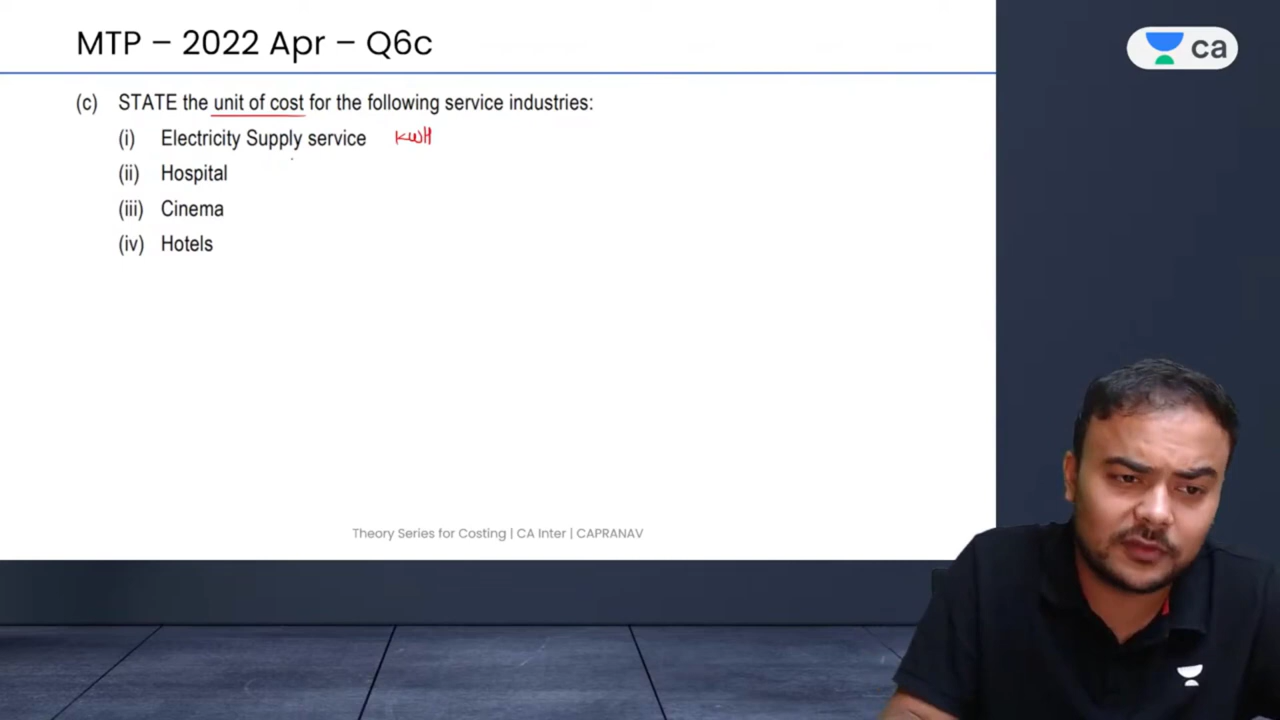 MTP – 2022 Apr – Q6c
ca
(c) STATE the unit of cost for the following service industries:
(i) Electricity Supply service KWH
(ii) Hospital
(iii) Cinema
(iv) Hotels
Theory Series for Costing | CA Inter | CAPRANAV